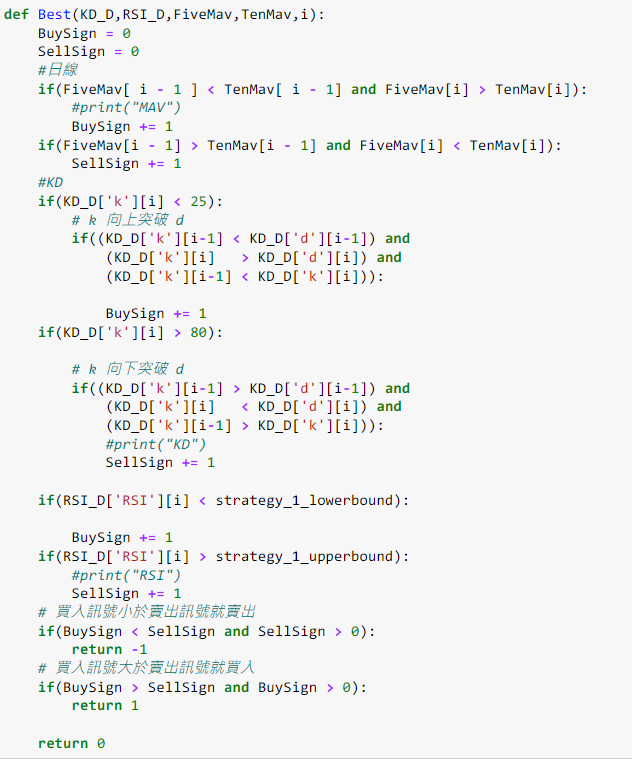 def Best(KD_D,RSI_D,FiveMav,TenMav,i):
    BuySign = 0
    SellSign = 0
    #日線
    if(FiveMav[ i - 1 ] < TenMav[ i - 1] and FiveMav[i] > TenMav[i]):
        #print("MAV")
        BuySign += 1
    if(FiveMav[i - 1] > TenMav[i - 1] and FiveMav[i] < TenMav[i]):
        SellSign += 1
    #KD
    if(KD_D['k'][i] < 25):
        # k 向上突破 d
        if((KD_D['k'][i-1] < KD_D['d'][i-1]) and
            (KD_D['k'][i]   > KD_D['d'][i]) and
            (KD_D['k'][i-1] < KD_D['k'][i])):
            BuySign += 1
    if(KD_D['k'][i] > 80):
        # k 向下突破 d
        if((KD_D['k'][i-1] > KD_D['d'][i-1]) and
            (KD_D['k'][i]   < KD_D['d'][i]) and
            (KD_D['k'][i-1] > KD_D['k'][i])):
            #print("KD")
            SellSign += 1
    if(RSI_D['RSI'][i] < strategy_1_lowerbound):
        BuySign += 1
    if(RSI_D['RSI'][i] > strategy_1_upperbound):
        #print("RSI")
        SellSign += 1
    # 買入訊號小於賣出訊號就賣出
    if(BuySign < SellSign and SellSign > 0):
        return -1
    # 買入訊號大於賣出訊號就買入
    if(BuySign > SellSign and BuySign > 0):
        return 1
    return 0